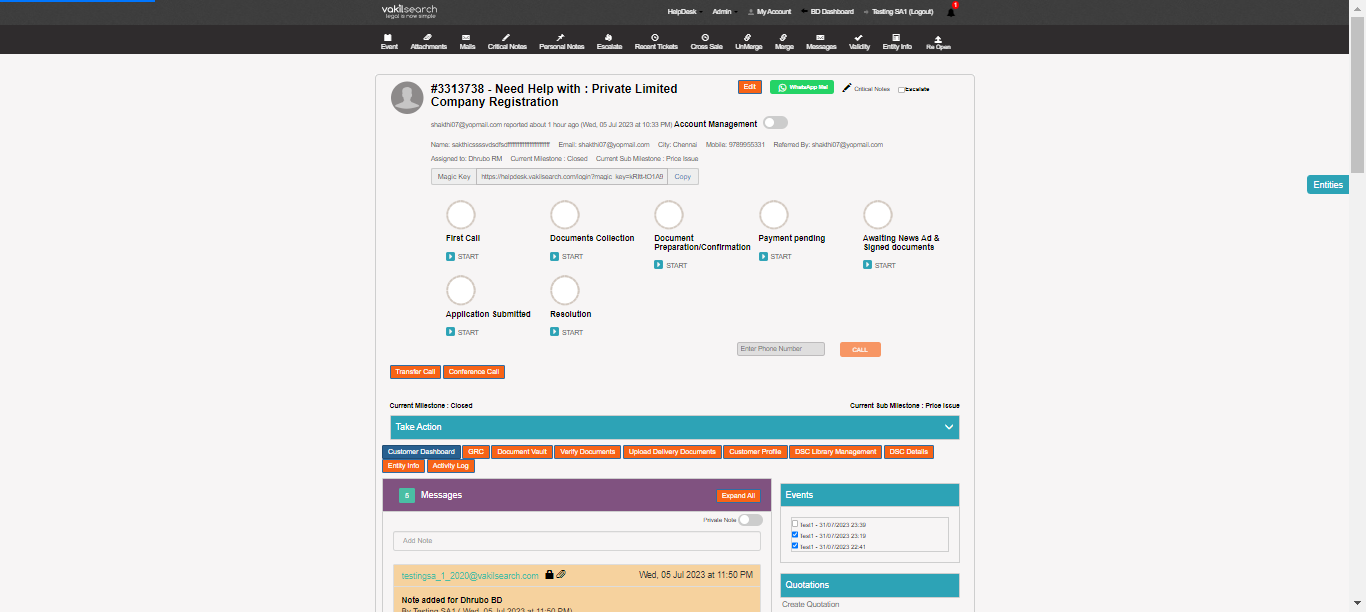 vakilsearch
legal is now simple
HelpDesk Admin My Account BD Dashboard Testing SA1 (Logout) 1
Event Attachments Mails Critical Notes Personal Notes Escalate Recent Tickets Cross Sale UnMerge Merge Messages Validity Entity Info Re Open
#3313738 - Need Help with : Private Limited
Company Registration
Edit WhatsApp Me! Critical Notes Escalate
shakthi07@yopmail.com reported about 1 hour ago (Wed, 05 Jul 2023 at 10:33 PM) Account Management
Email: shakthi07@yopmail.com City: Chennai Mobile: 9789955331 Referred By: shakthi07@yopmail.com
Assigned to: Dhrubo RM Current Milestone : Closed Current Sub Milestone : Price Issue
Magic Key https://helpdesk.vakilsearch.com/login?magic_key=kRltt-tO1A9 Copy
Entities
First Call Documents Collection Document Preparation/Confirmation Payment pending Awaiting News Ad & Signed documents
START START START START START
Application Submitted Resolution
START START
Enter Phone Number CALL
Transfer Call Conference Call
Current Milestone : Closed Current Sub Milestone : Price Issue
Take Action
Customer Dashboard GRC Document Vault Verify Documents Upload Delivery Documents Customer Profile DSC Library Management DSC Details
Entity Info Activity Log
5 Messages Expand All
Private Note
Add Note
testingsa_1_2020@vakilsearch.com Wed, 05 Jul 2023 at 11:50 PM
Note added for Dhrubo BD
By Testing SA1 ( Wed, 05 Jul 2023 at 11:50 PM)
Events
Test1 - 31/07/2023 23:39
Test1 - 31/07/2023 23:19
Test1 - 31/07/2023 22:41
Quotations
Create Quotation